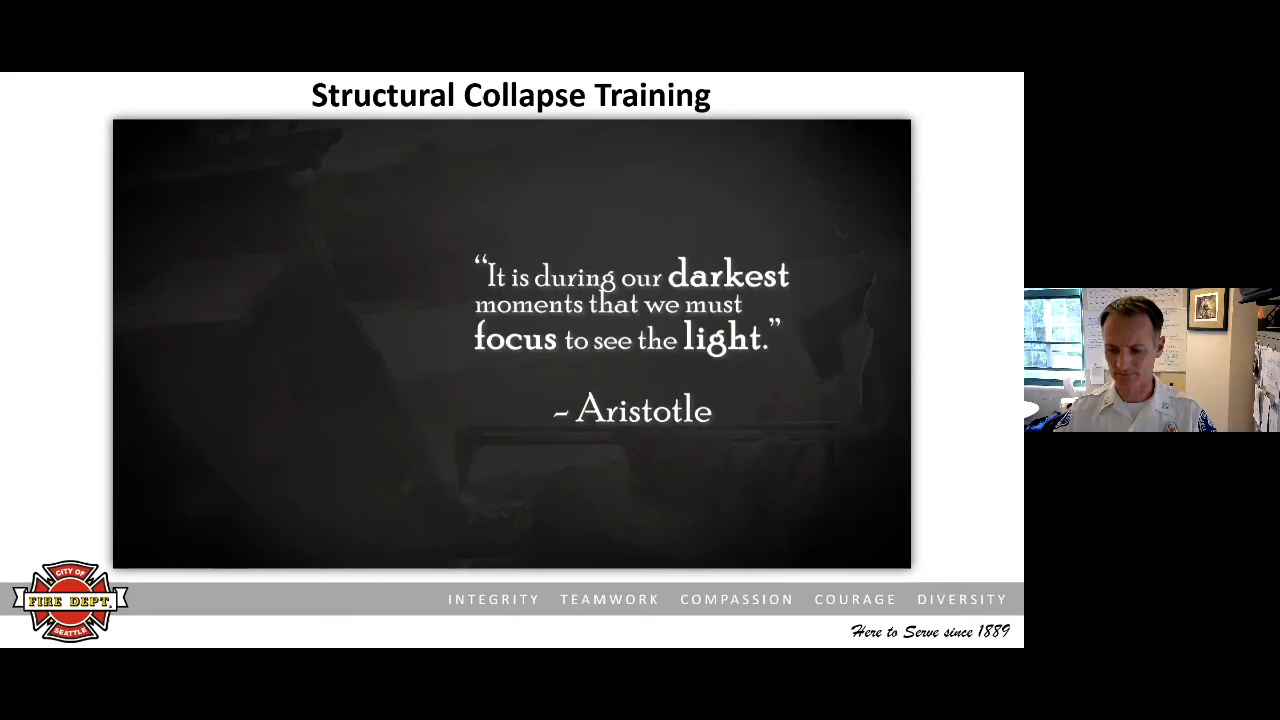 Structural Collapse Training
“It is during our darkest
moments that we must
focus to see the light.”
~ Aristotle
CITY OF
FIRE DEPT.
SEATTLE
INTEGRITY TEAMWORK COMPASSION COURAGE DIVERSITY
Here to Serve since 1889